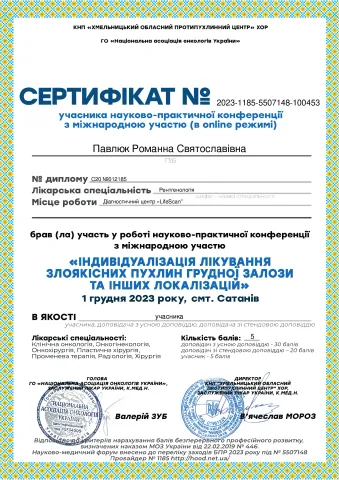 КНП «ХМЕЛЬНИЦЬКИЙ ОБЛАСНИЙ ПРОТИПУХЛИННИЙ ЦЕНТР» ХОР
ГО «Національна асоціація онкологів України»
СЕРТИФІКАТ № 2023-1185-5507148-100453
учасника науково-практичної конференції
з міжнародною участю (в online режимі)
Павлюк Романна Святославівна
ПІБ
№ диплому С20 №012185
Лікарська спеціальність Рентгенологія
Місце роботи Діагностичний центр «LifeScan"
брав (ла) участь у роботі науково-практичної конференції
з міжнародною участю
«ІНДИВІДУАЛІЗАЦІЯ ЛІКУВАННЯ
ЗЛОЯКІСНИХ ПУХЛИН ГРУДНОЇ ЗАЛОЗИ
ТА ІНШИХ ЛОКАЛІЗАЦІЙ»
1 грудня 2023 року, смт. Сатанів
В ЯКОСТІ учасника
учасника, доповідача з усною доповіддю, доповідача зі стендовою доповіддю
Лікарські спеціальності:
Клінічна онкологія, Онкогінекологія,
Онкохірургія, Пластична хірургія,
Променева терапія, Радіологія, Хірургія
Кількість балів: 5
доповідач з усною доповіддю - 30 балів
доповідач зі стендовою доповіддю – 20 балів
учасник - 5 балів
ГОЛОВА
ГО «НАЦІОНАЛЬНА АСОЦІАЦІЯ ОНКОЛОГІВ УКРАЇНИ»,
ЗАСЛУЖЕНИЙ ЛІКАР УКРАЇНИ, К.МЕД.Н.
Валерій ЗУБ
ДИРЕКТОР
КНП «ХМЕЛЬНИЦЬКИЙ ОБЛАСНИЙ
ПРОТИПУХЛИННИЙ ЦЕНТР" ХОР,
ЗАСЛУЖЕНИЙ ЛІКАР УКРАЇНИ, К.МЕД.Н.
В'ячеслав МОРОЗ
Відповідно до критеріїв нарахування балів безперервного професійного розвитку,
визначених наказом МОЗ України від 22.02.2019 № 446.
Науково-медичний форум внесено до переліку заходів БПР 2023 року під № 5507148
Провайдер № 1185 http://hood.net.ua/